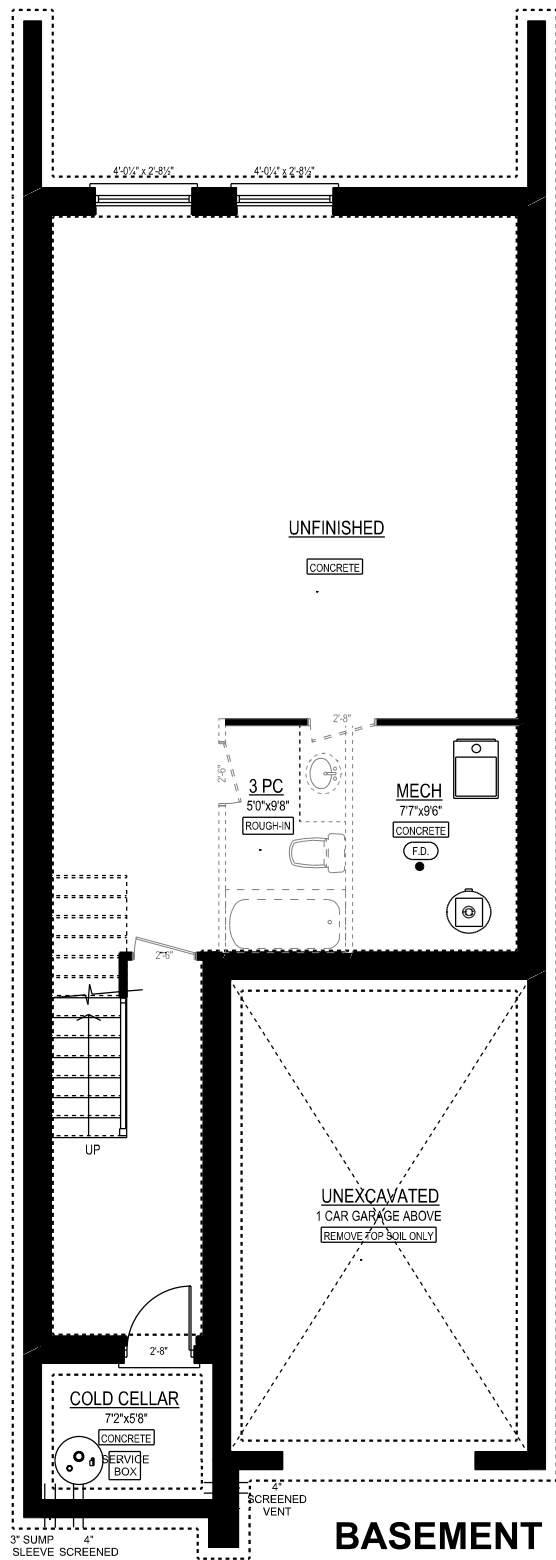 4'-0¼" x 2'-8½"
4'-0¼" x 2'-8½"
UNFINISHED
CONCRETE
2'-8"
2'-6"
3 PC
5'0"x9'8"
ROUGH-IN
MECH
7'7"x9'6"
CONCRETE
F.D.
2'-6"
UP
UNEXCAVATED
1 CAR GARAGE ABOVE
REMOVE TOP SOIL ONLY
2'-8"
COLD CELLAR
7'2"x5'8"
CONCRETE
SERVICE
BOX
4"
SCREENED
VENT
3" SUMP
SLEEVE
4"
SCREENED
BASEMENT